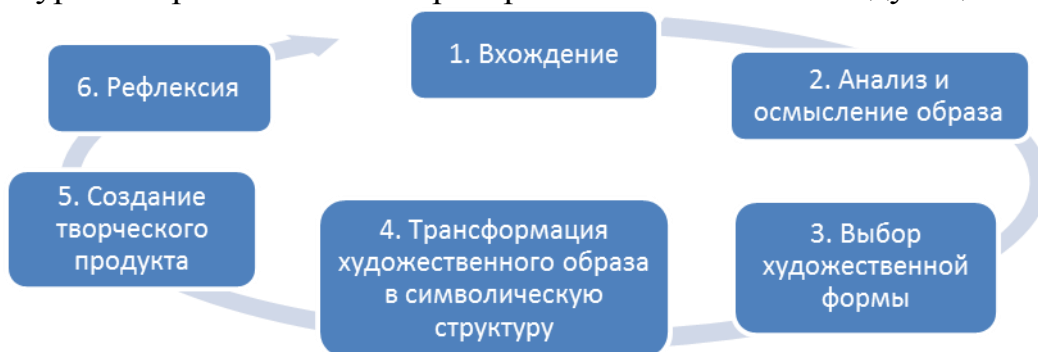 1. Вхождение
2. Анализ и
осмысление образа
3. Выбор
художественной
формы
4. Трансформация
художественного образа
в символическую
структуру
5. Создание
творческого
продукта
6. Рефлексия